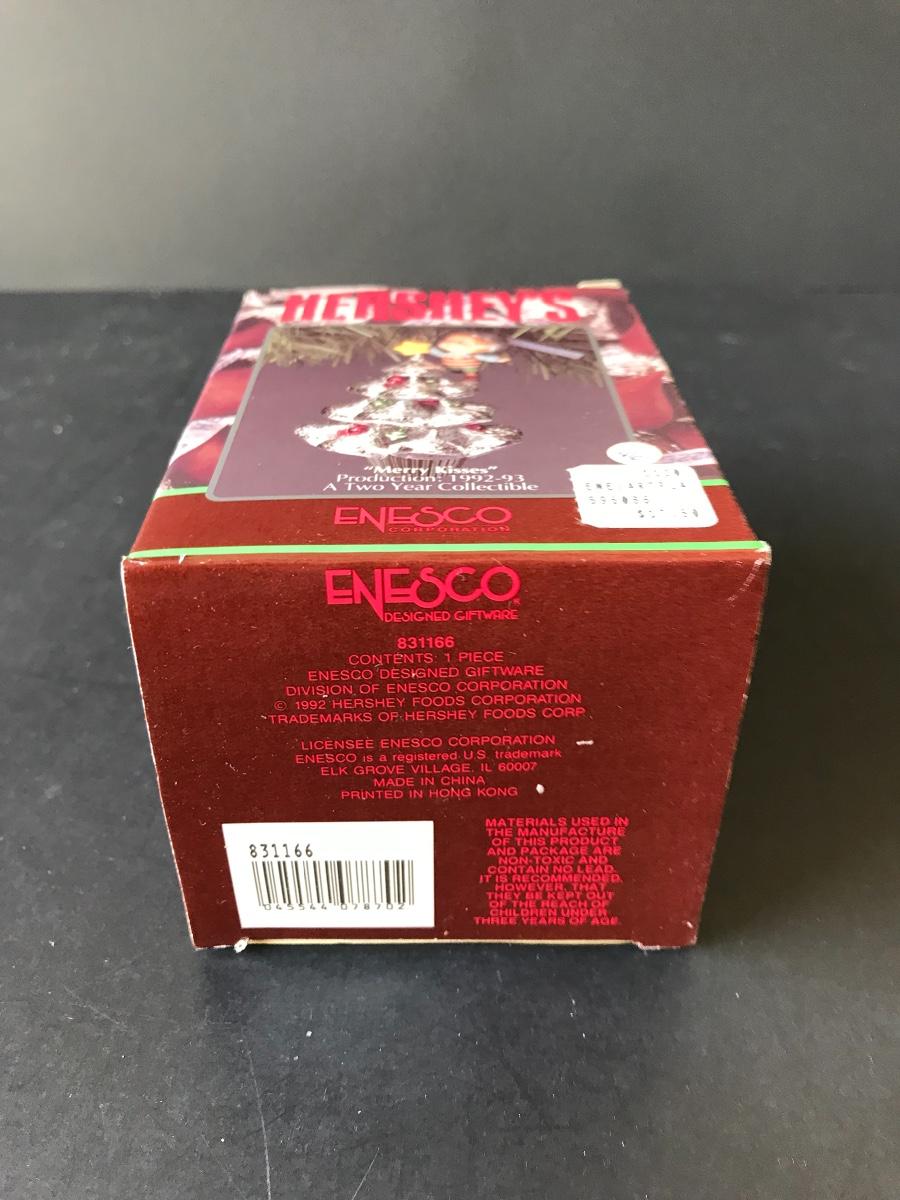 HERSHEY'S
"Merry Kisses"
Production: 1992-93
A Two Year Collectible
ENESCO
CORPORATION
ENESCO
DESIGNED GIFTWARE
831166
CONTENTS: 1 PIECE
ENESCO DESIGNED GIFTWARE
DIVISION OF ENESCO CORPORATION
© 1992 HERSHEY FOODS CORPORATION
TRADEMARKS OF HERSHEY FOODS CORP.
LICENSEE ENESCO CORPORATION
ENESCO is a registered U.S. trademark
ELK GROVE VILLAGE, IL 60007
MADE IN CHINA
PRINTED IN HONG KONG
831166
045544 078702
MATERIALS USED IN
THE MANUFACTURE
OF THIS PRODUCT
AND PACKAGE ARE
NON-TOXIC AND
CONTAIN NO LEAD.
IT IS RECOMMENDED,
HOWEVER, THAT
THEY BE KEPT OUT
OF THE REACH OF
CHILDREN UNDER
THREE YEARS OF AGE.